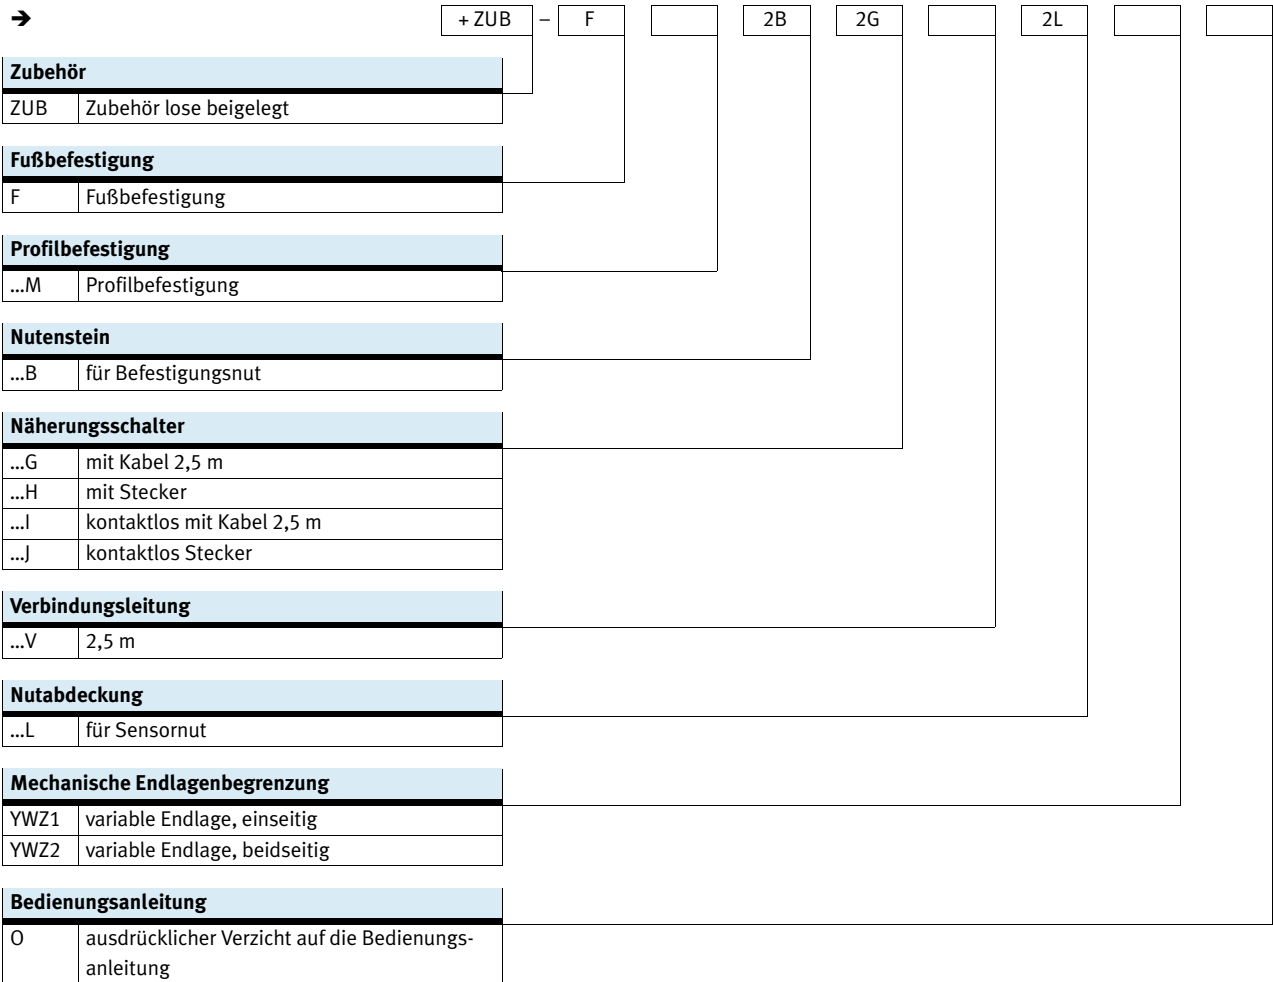 ➔ + ZUB – F 2B 2G 2L
Zubehör
ZUB Zubehör lose beigelegt
Fußbefestigung
F Fußbefestigung
Profilbefestigung
...M Profilbefestigung
Nutenstein
...B für Befestigungsnut
Näherungsschalter
...G mit Kabel 2,5 m
...H mit Stecker
...I kontaktlos mit Kabel 2,5 m
...J kontaktlos Stecker
Verbindungsleitung
...V 2,5 m
Nutabdeckung
...L für Sensornut
Mechanische Endlagenbegrenzung
YWZ1 variable Endlage, einseitig
YWZ2 variable Endlage, beidseitig
Bedienungsanleitung
O ausdrücklicher Verzicht auf die Bedienungs-
anleitung